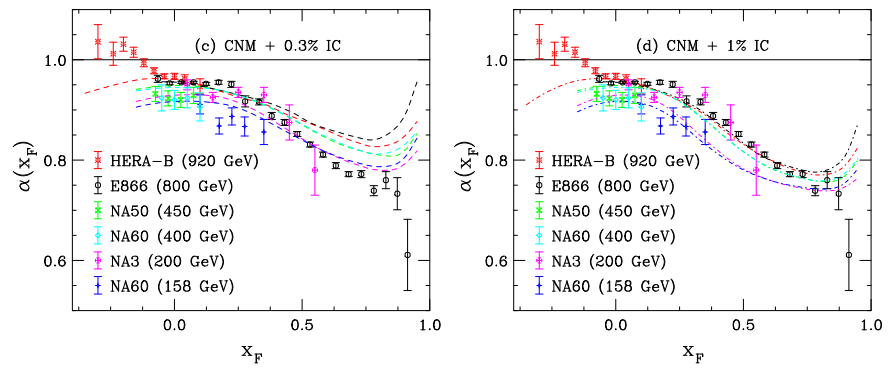 (c) CNM + 0.3% IC
1.0
0.8
0.6
α(x_F)
HERA-B (920 GeV)
E866 (800 GeV)
NA50 (450 GeV)
NA60 (400 GeV)
NA3 (200 GeV)
NA60 (158 GeV)
0.0 0.5 1.0
x_F
(d) CNM + 1% IC
1.0
0.8
0.6
α(x_F)
HERA-B (920 GeV)
E866 (800 GeV)
NA50 (450 GeV)
NA60 (400 GeV)
NA3 (200 GeV)
NA60 (158 GeV)
0.0 0.5 1.0
x_F